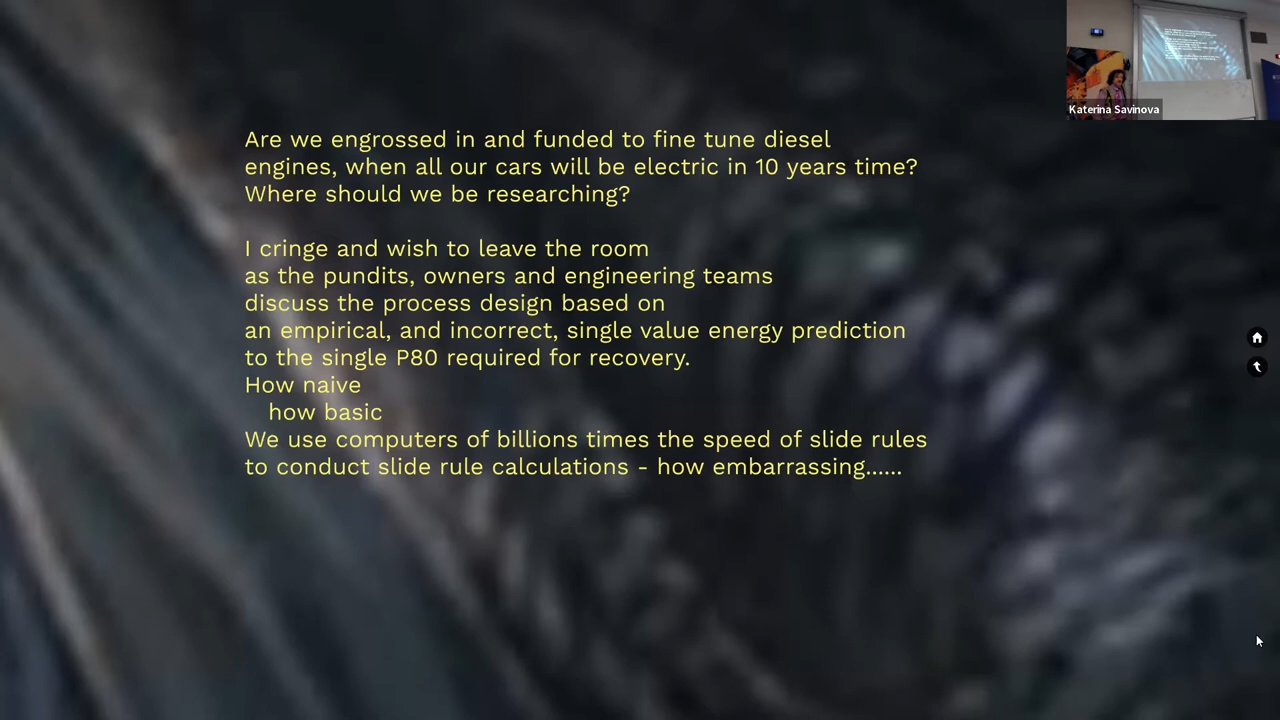 Are we engrossed in and funded to fine tune diesel
engines, when all our cars will be electric in 10 years time?
Where should we be researching?
I cringe and wish to leave the room
as the pundits, owners and engineering teams
discuss the process design based on
an empirical, and incorrect, single value energy prediction
to the single P80 required for recovery.
How naive
how basic
We use computers of billions times the speed of slide rules
to conduct slide rule calculations - how embarrassing......
Katerina Savinova